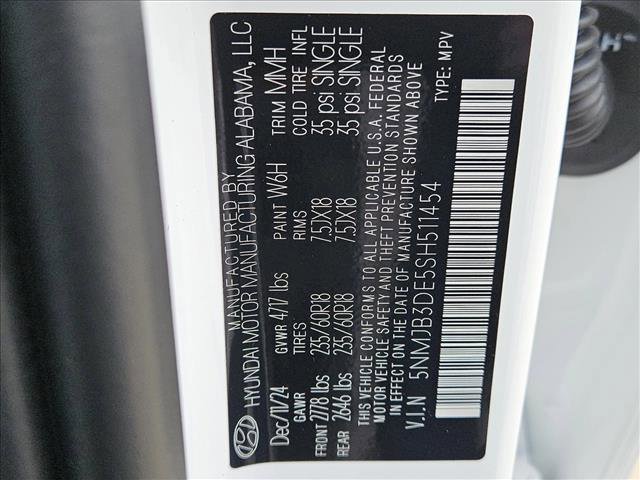 MANUFACTURED BY
HYUNDAI MOTOR MANUFACTURING ALABAMA, LLC
Dec/11/24 GVWR 4717 lbs PAINT W6H TRIM MMH
GAWR TIRES RIMS COLD TIRE INFL
FRONT 2778 lbs 235/60R18 7.5JX18 35 psi SINGLE
REAR 2646 lbs 235/60R18 7.5JX18 35 psi SINGLE
THIS VEHICLE CONFORMS TO ALL APPLICABLE U.S.A. FEDERAL
MOTOR VEHICLE SAFETY AND THEFT PREVENTION STANDARDS
IN EFFECT ON THE DATE OF MANUFACTURE SHOWN ABOVE
V.I.N 5NMJB3DE5SH511454
TYPE: MPV